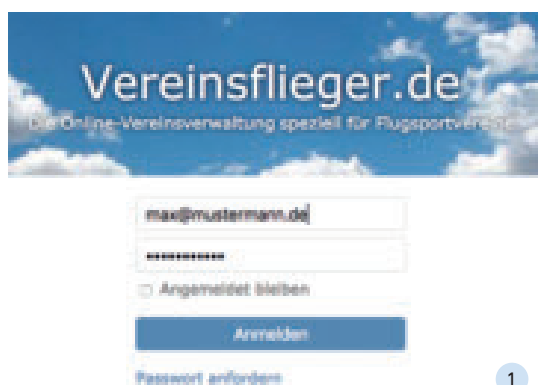 Vereinsflieger.de
Die Online-Vereinsverwaltung speziell für Flugsportvereine
max@mustermann.de
Angemeldet bleiben
Anmelden
Passwort anfordern
1